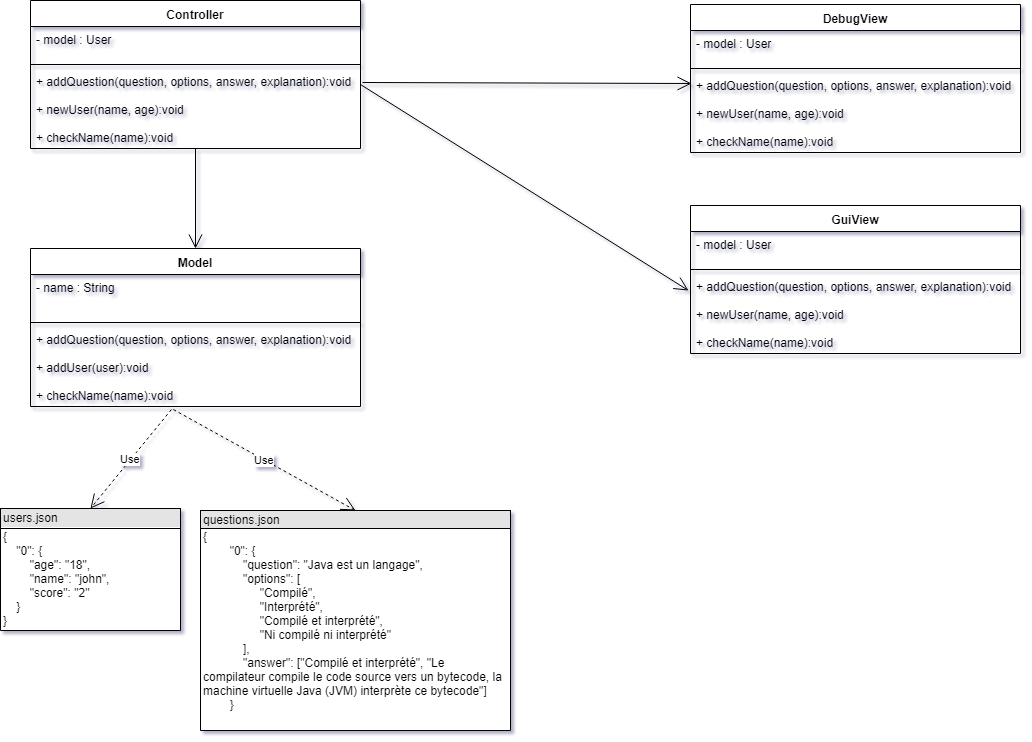 Controller
- model : User
+ addQuestion(question, options, answer, explanation):void
+ newUser(name, age):void
+ checkName(name):void
DebugView
- model : User
+ addQuestion(question, options, answer, explanation):void
+ newUser(name, age):void
+ checkName(name):void
GuiView
- model : User
+ addQuestion(question, options, answer, explanation):void
+ newUser(name, age):void
+ checkName(name):void
Model
- name : String
+ addQuestion(question, options, answer, explanation):void
+ addUser(user):void
+ checkName(name):void
Use
Use
users.json
{
"0": {
"age": "18",
"name": "john",
"score": "2"
}
}
questions.json
{
"0": {
"question": "Java est un langage",
"options": [
"Compilé",
"Interprété",
"Compilé et interprété",
"Ni compilé ni interprété"
],
"answer": ["Compilé et interprété", "Le
compilateur compile le code source vers un bytecode, la
machine virtuelle Java (JVM) interprète ce bytecode"]
}